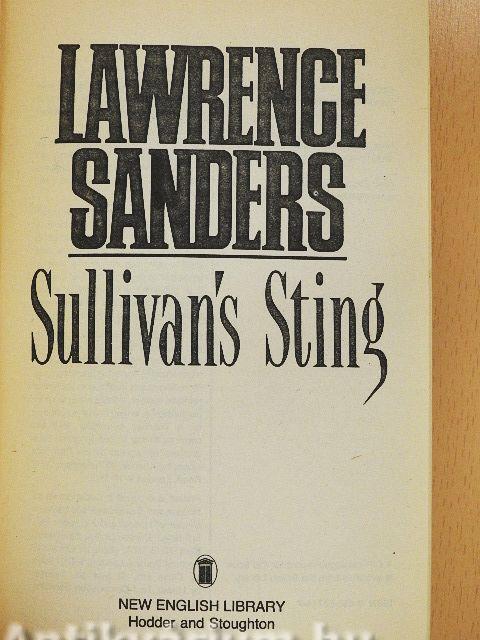 LAWRENCE
SANDERS
Sullivan's Sting
NEW ENGLISH LIBRARY
Hodder and Stoughton